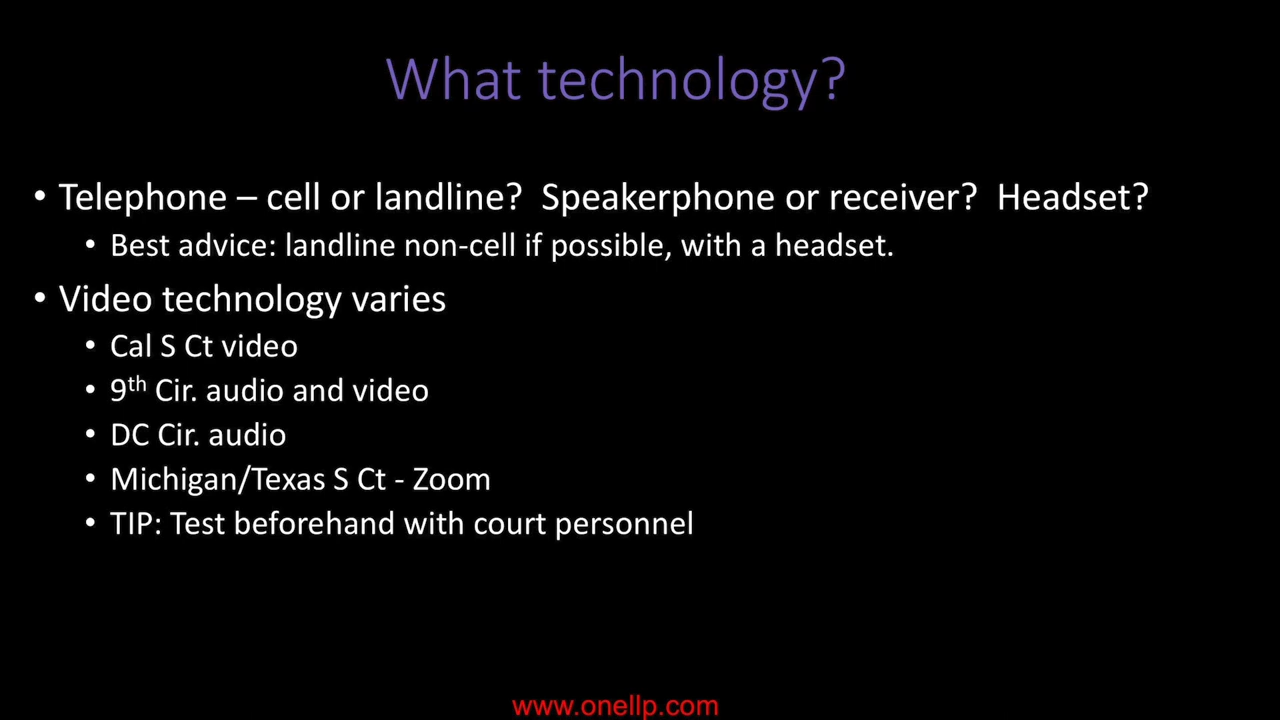 What technology?
• Telephone – cell or landline?  Speakerphone or receiver?  Headset?
• Best advice: landline non-cell if possible, with a headset.
• Video technology varies
• Cal S Ct video
• 9th Cir. audio and video
• DC Cir. audio
• Michigan/Texas S Ct - Zoom
• TIP: Test beforehand with court personnel
www.onellp.com